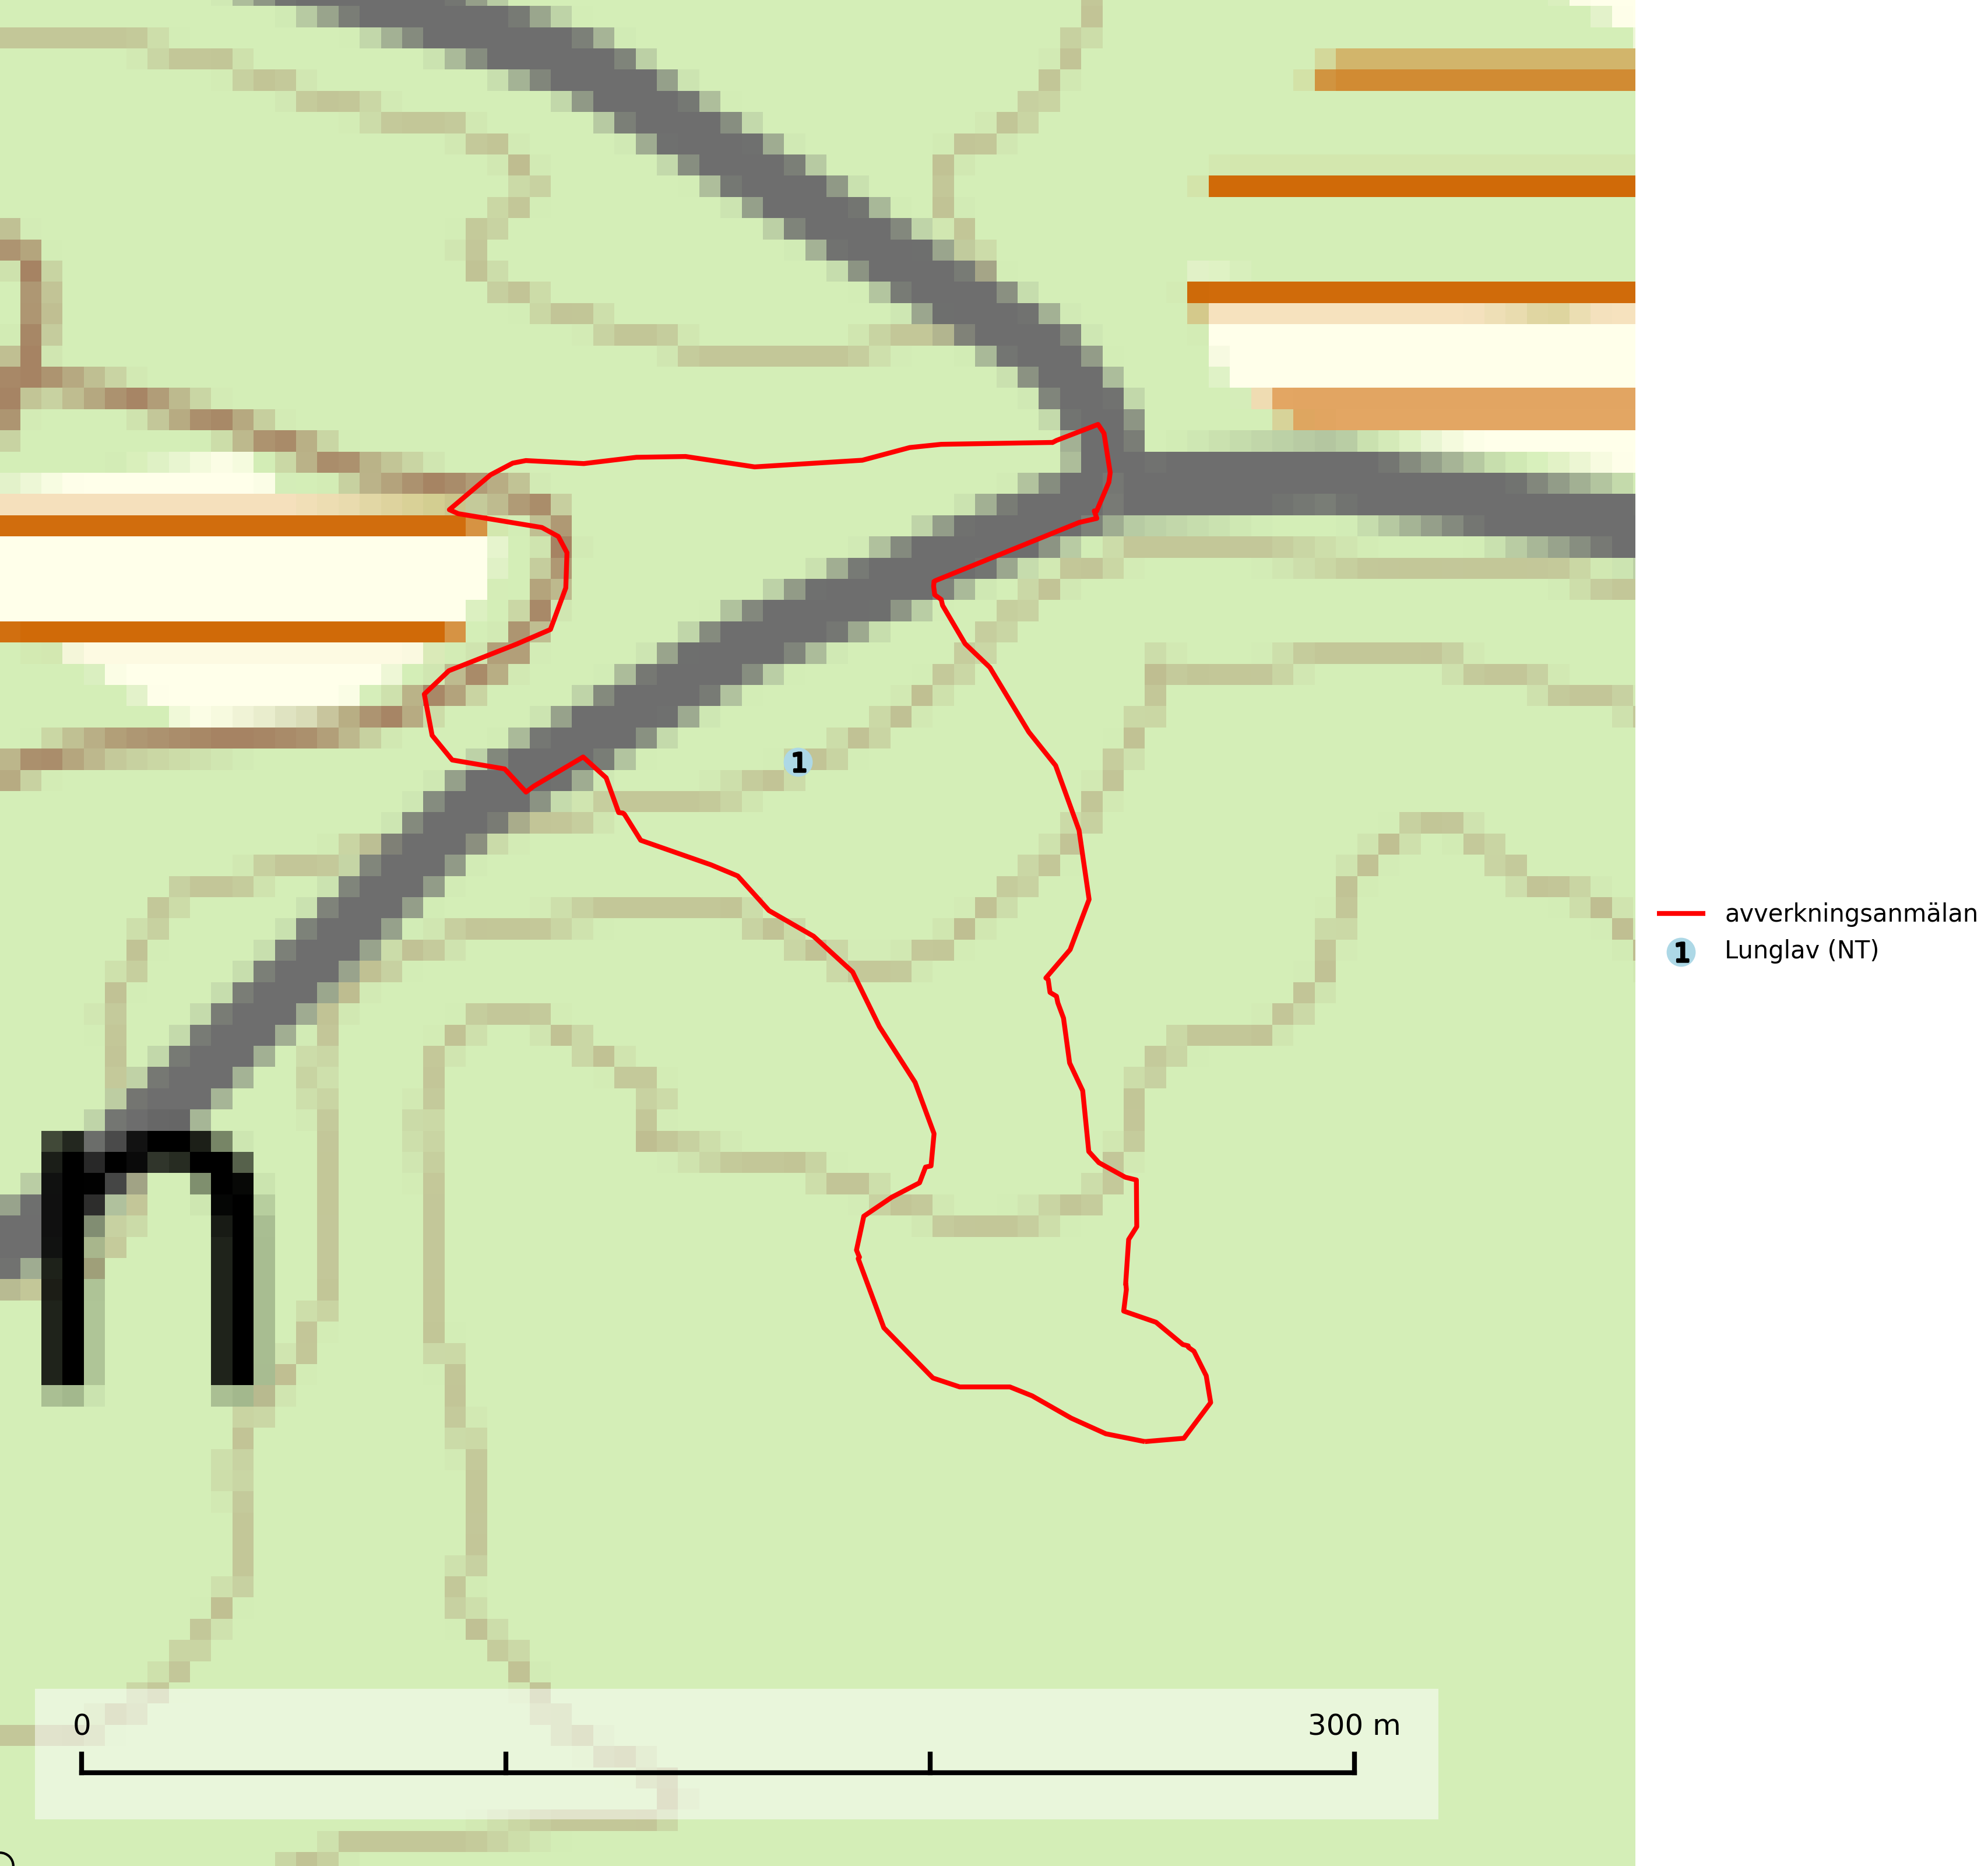 1
avverkningsanmälan
1 Lunglav (NT)
0 300 m